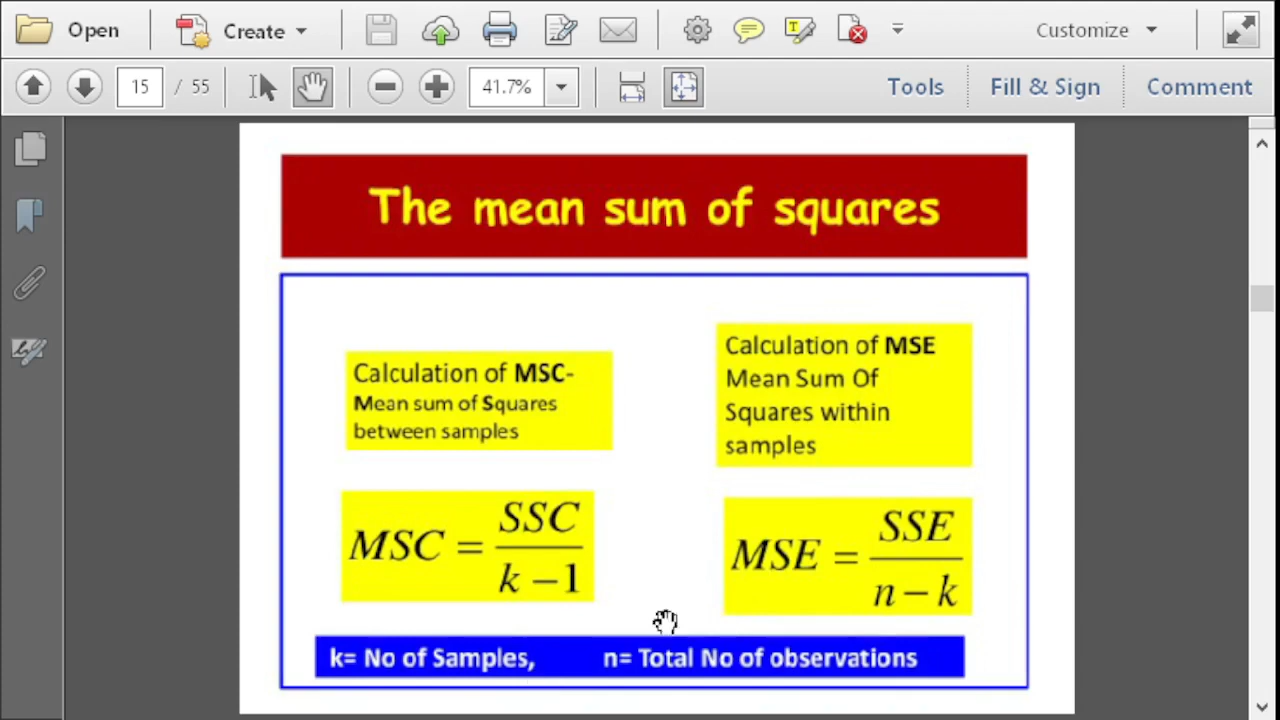 Open
Create
Customize
15 / 55
41.7%
Tools
Fill & Sign
Comment
The mean sum of squares
Calculation of MSC-
Mean sum of Squares
between samples
Calculation of MSE
Mean Sum Of
Squares within
samples
MSC = SSC / k − 1
MSE = SSE / n − k
k= No of Samples, n= Total No of observations